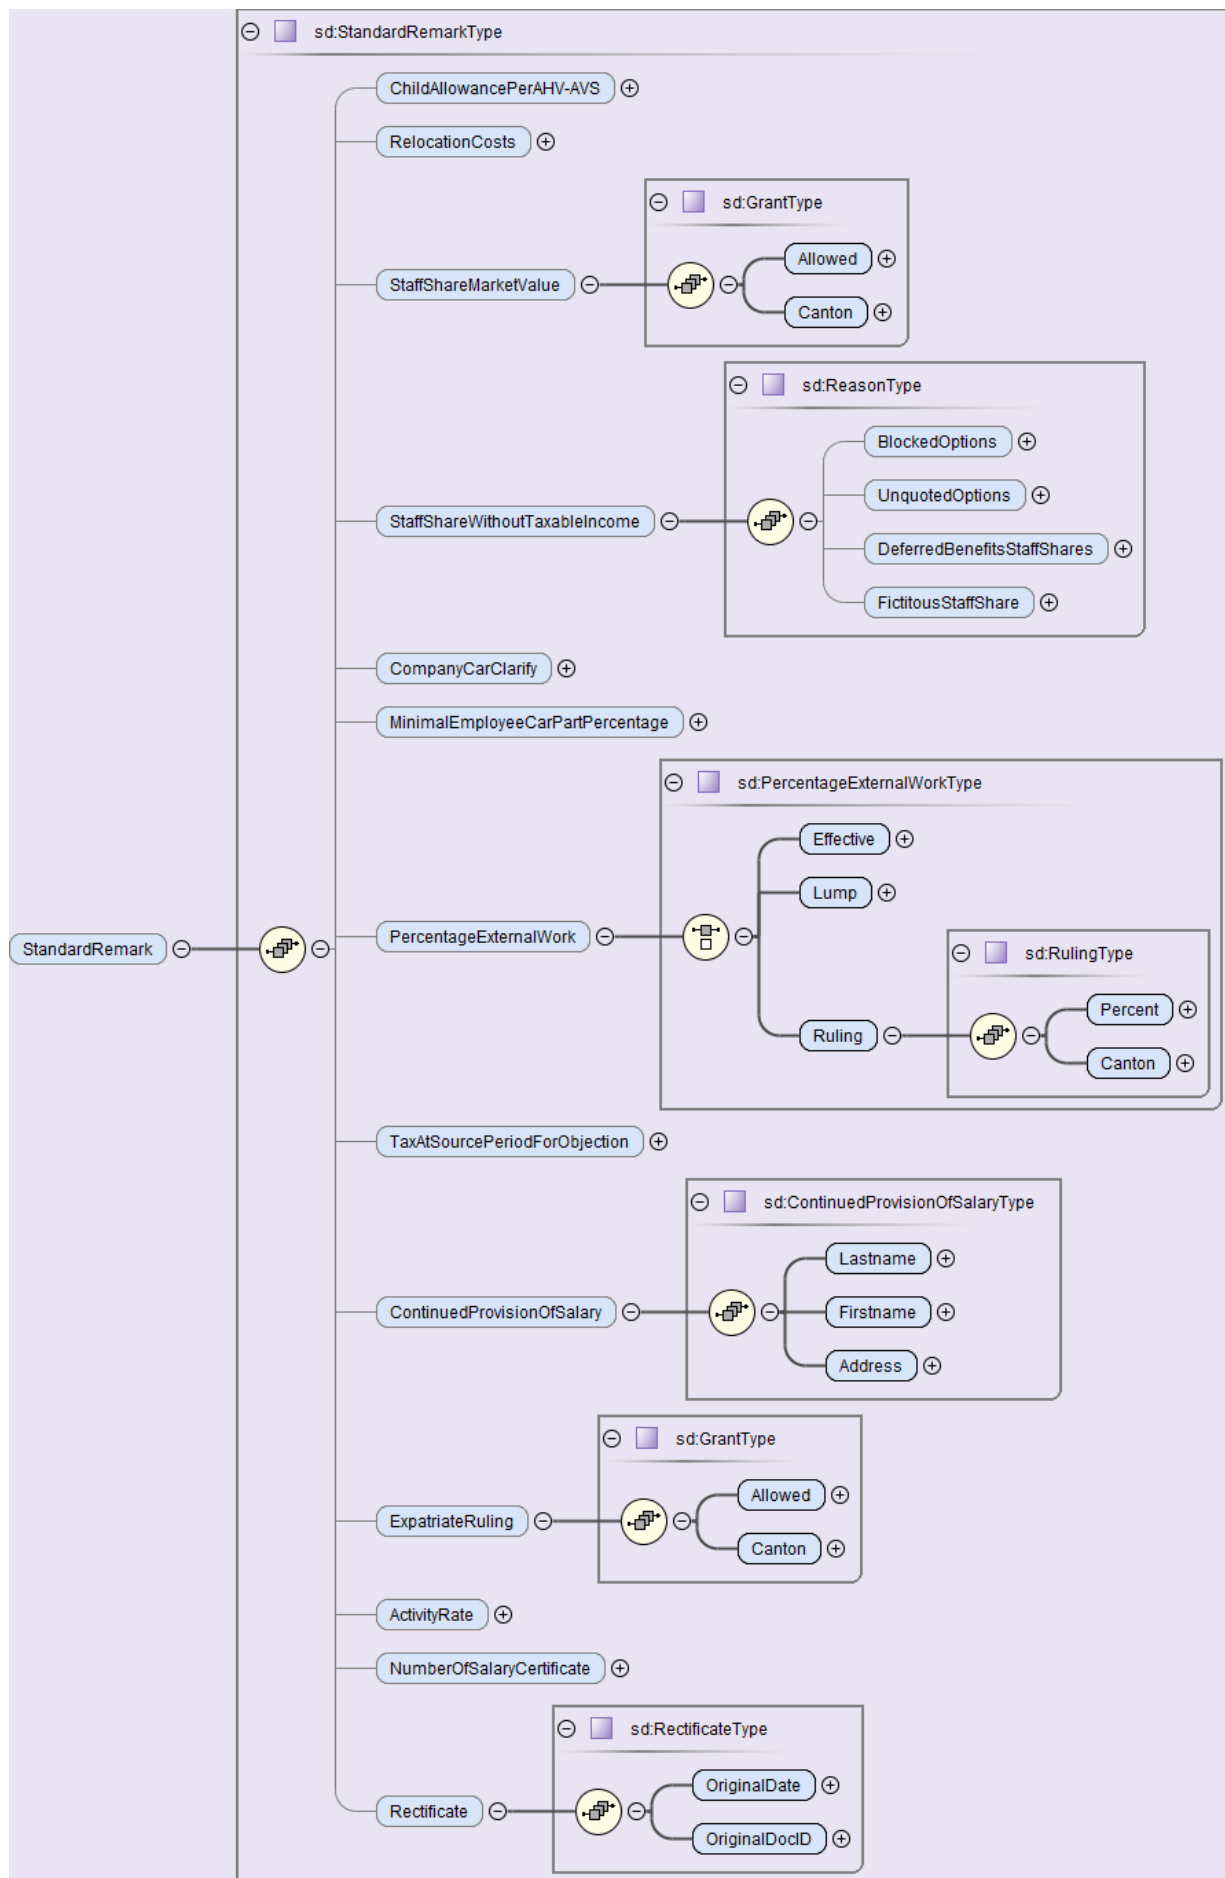 sd:StandardRemarkType
ChildAllowancePerAHV-AVS
RelocationCosts
sd:GrantType
Allowed
StaffShareMarketValue
Canton
sd:ReasonType
BlockedOptions
UnquotedOptions
StaffShareWithoutTaxableIncome
DeferredBenefitsStaffShares
FictitousStaffShare
CompanyCarClarify
MinimalEmployeeCarPartPercentage
sd:PercentageExternalWorkType
Effective
Lump
StandardRemark
PercentageExternalWork
sd:RulingType
Percent
Ruling
Canton
TaxAtSourcePeriodForObjection
sd:ContinuedProvisionOfSalaryType
Lastname
ContinuedProvisionOfSalary
Firstname
Address
sd:GrantType
Allowed
ExpatriateRuling
Canton
ActivityRate
NumberOfSalaryCertificate
sd:RectificateType
OriginalDate
Rectificate
OriginalDocID